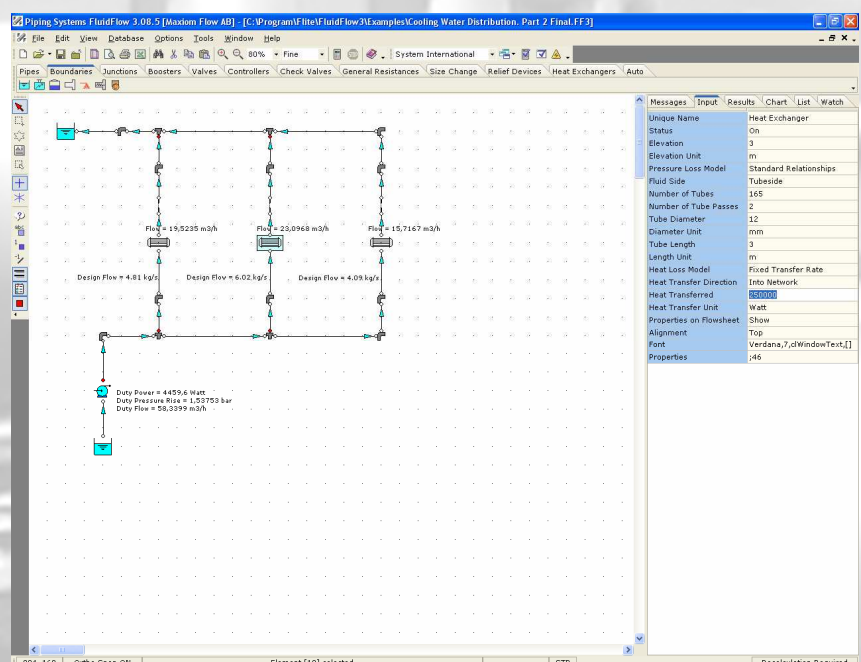 Piping Systems FluidFlow 3.08.5 [Maxiom Flow AB] - [C:\Program\Flite\FluidFlow3\Examples\Cooling Water Distribution. Part 2 Final.FF3]
File Edit View Database Options Tools Window Help
80% Fine System International
Pipes Boundaries Junctions Boosters Valves Controllers Check Valves General Resistances Size Change Relief Devices Heat Exchangers Auto
Messages Input Results Chart List Watch
Unique Name Heat Exchanger
Status On
Elevation 3
Elevation Unit m
Pressure Loss Model Standard Relationships
Fluid Side Tubeside
Number of Tubes 165
Number of Tube Passes 2
Tube Diameter 12
Diameter Unit mm
Tube Length 3
Length Unit m
Heat Loss Model Fixed Transfer Rate
Heat Transfer Direction Into Network
Heat Transferred 250000
Heat Transfer Unit Watt
Properties on Flowsheet Show
Alignment Top
Font Verdana,7,clWindowText,[]
Properties ;46
Flow = 19,5235 m3/h Flow = 23,0968 m3/h Flow = 15,7167 m3/h
Design Flow = 4.81 kg/s Design Flow = 6.02 kg/s Design Flow = 4.09 kg/s
Duty Power = 4459,6 Watt
Duty Pressure Rise = 1,53753 bar
Duty Flow = 58,3399 m3/h